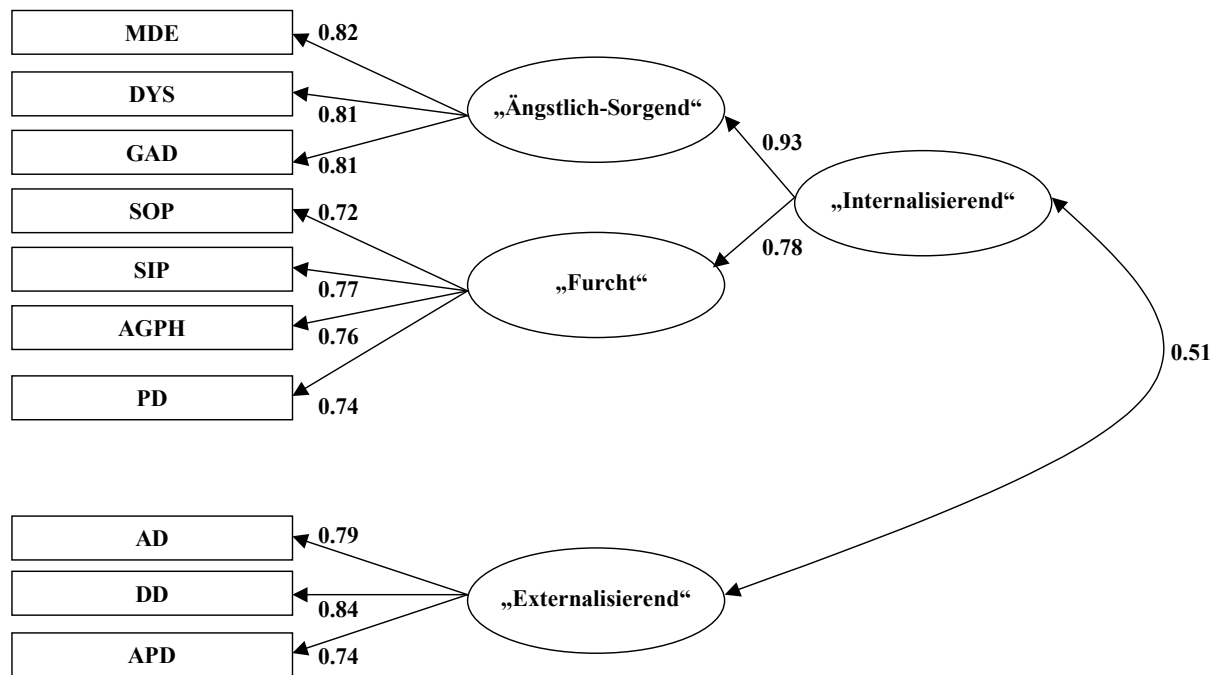 MDE
0.82
DYS
0.81
GAD
0.81
„Ängstlich-Sorgend“
0.93
SOP
0.72
„Internalisierend“
SIP
0.77
0.78
„Furcht“
AGPH
0.76
0.51
PD
0.74
AD
0.79
DD
0.84
„Externalisierend“
APD
0.74